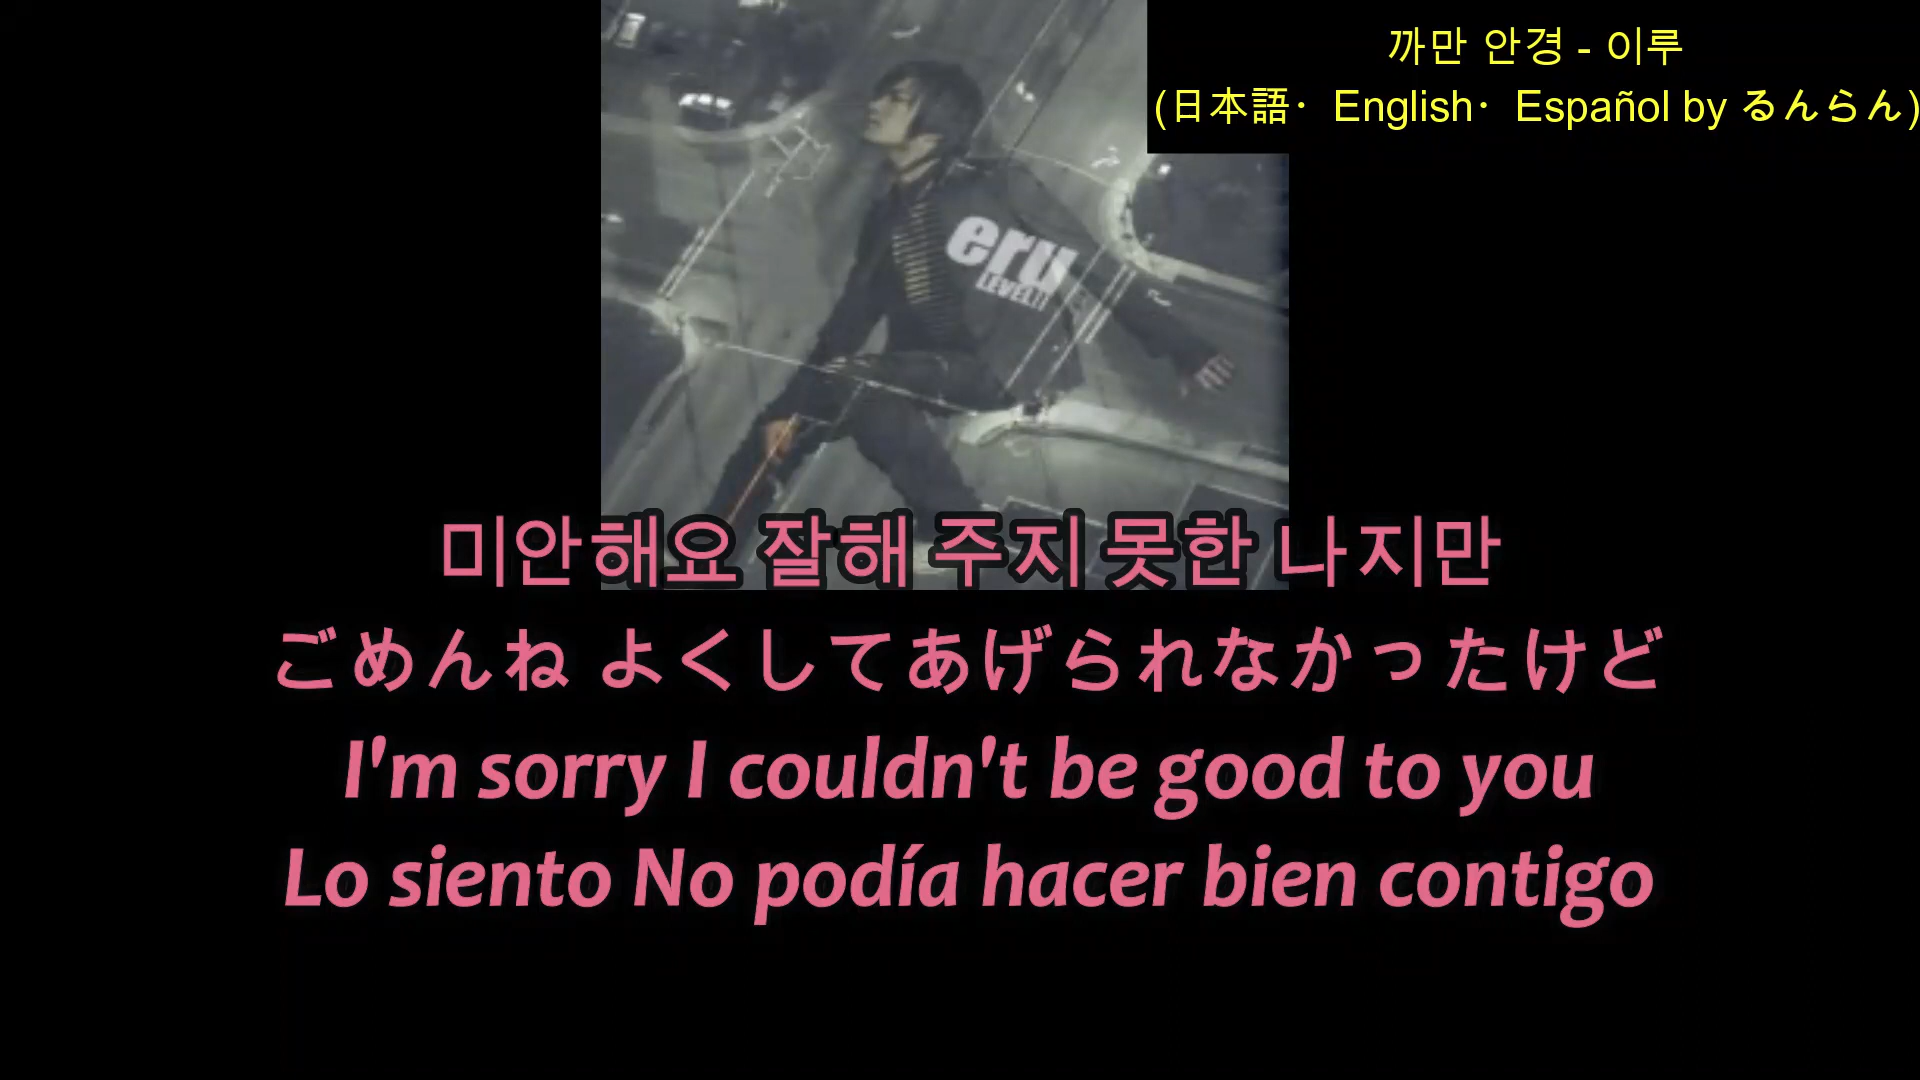 까만 안경 - 이루
(日本語・English・Español by るんらん)
eru
LEVEL II
미안해요 잘해 주지 못한 나지만
ごめんね よくしてあげられなかったけど
I'm sorry I couldn't be good to you
Lo siento No podía hacer bien contigo